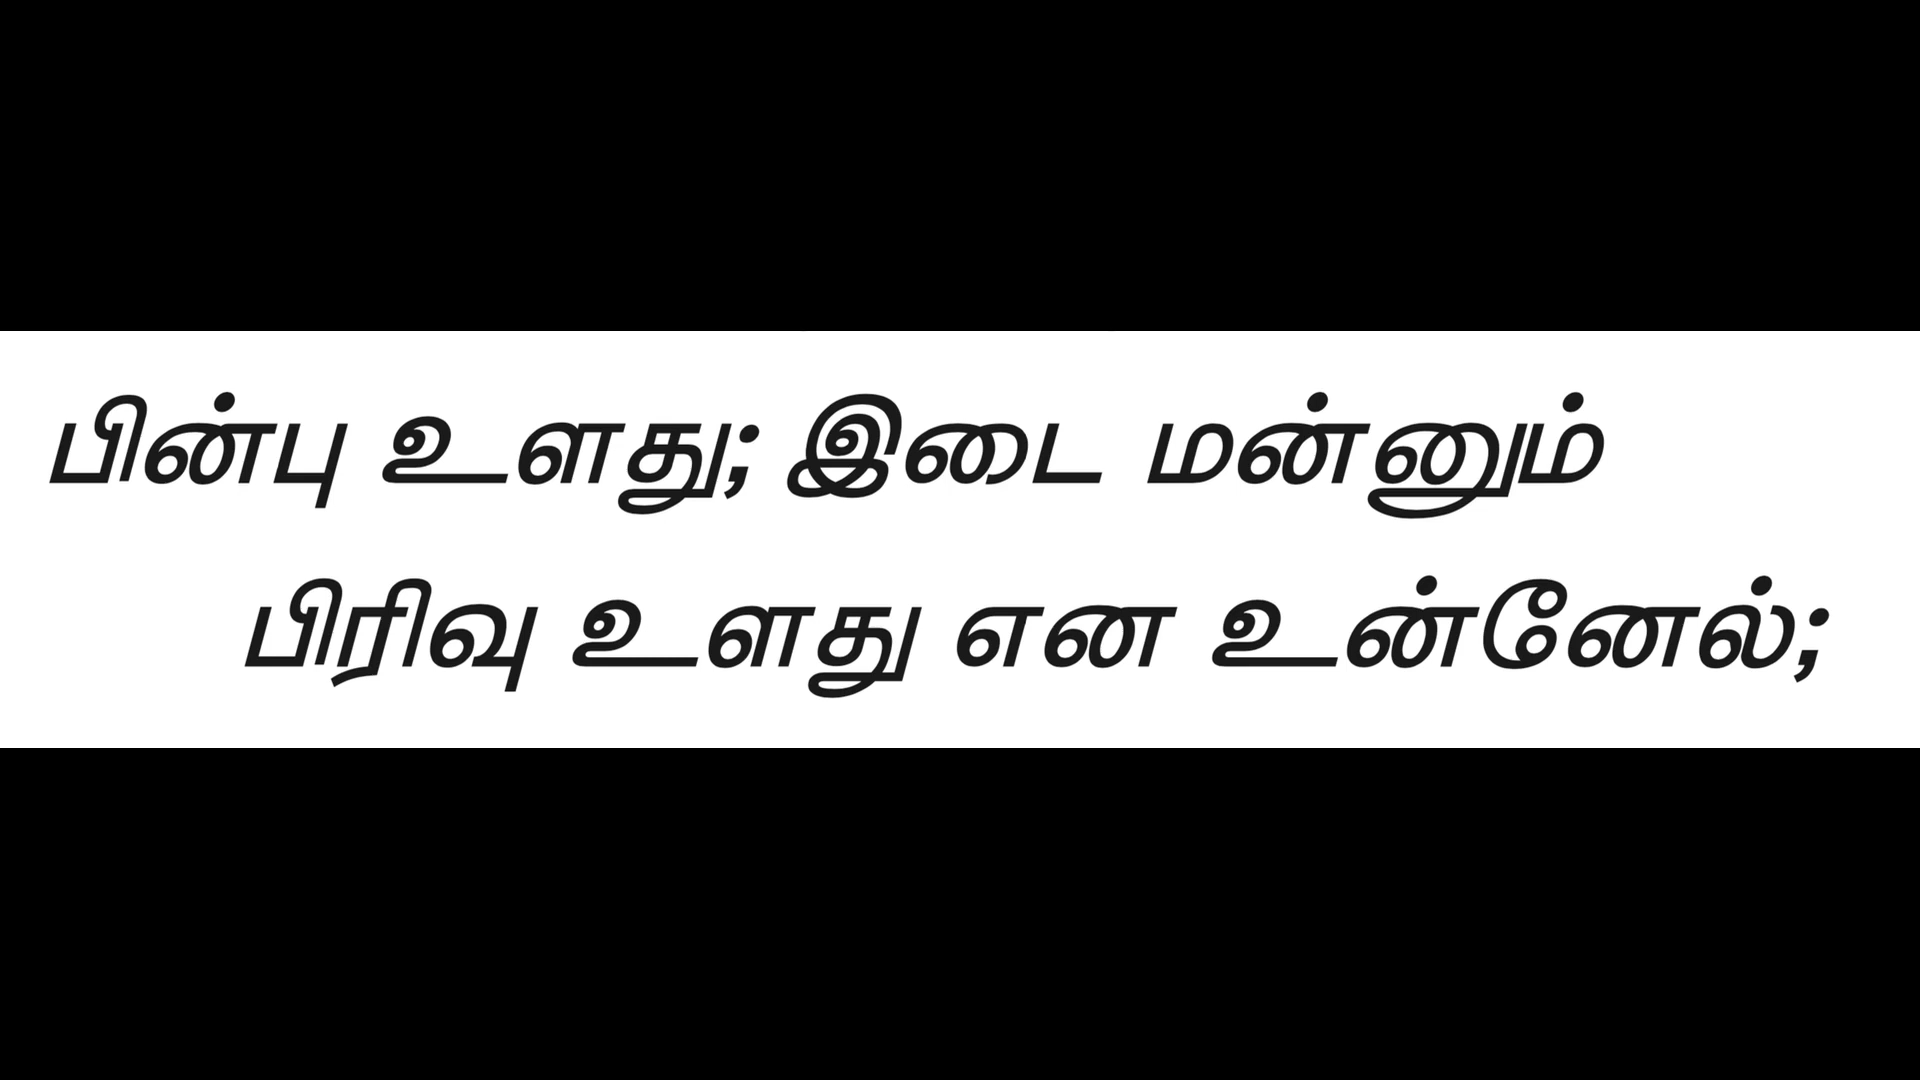 பின்பு உளது; இடை மன்னும்
பிரிவு உளது என உன்னேல்;